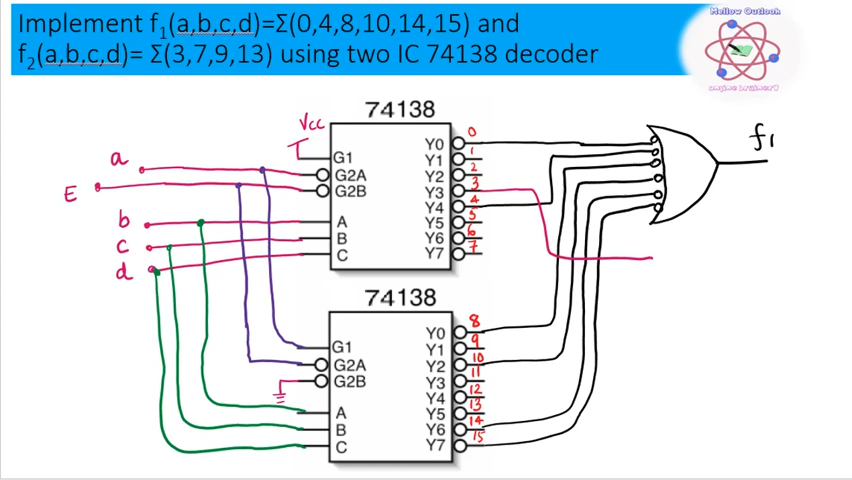 Implement f₁(a,b,c,d)=Σ(0,4,8,10,14,15) and
f₂(a,b,c,d)= Σ(3,7,9,13) using two IC 74138 decoder
Mellow Outlook
74138
Vcc
a
E
b
c
d
G1
G2A
G2B
A
B
C
Y0 0
Y1 1
Y2 2
Y3 3
Y4 4
Y5 5
Y6 6
Y7 7
f₁
74138
G1
G2A
G2B
A
B
C
Y0 8
Y1 9
Y2 10
Y3 11
Y4 12
Y5 13
Y6 14
Y7 15